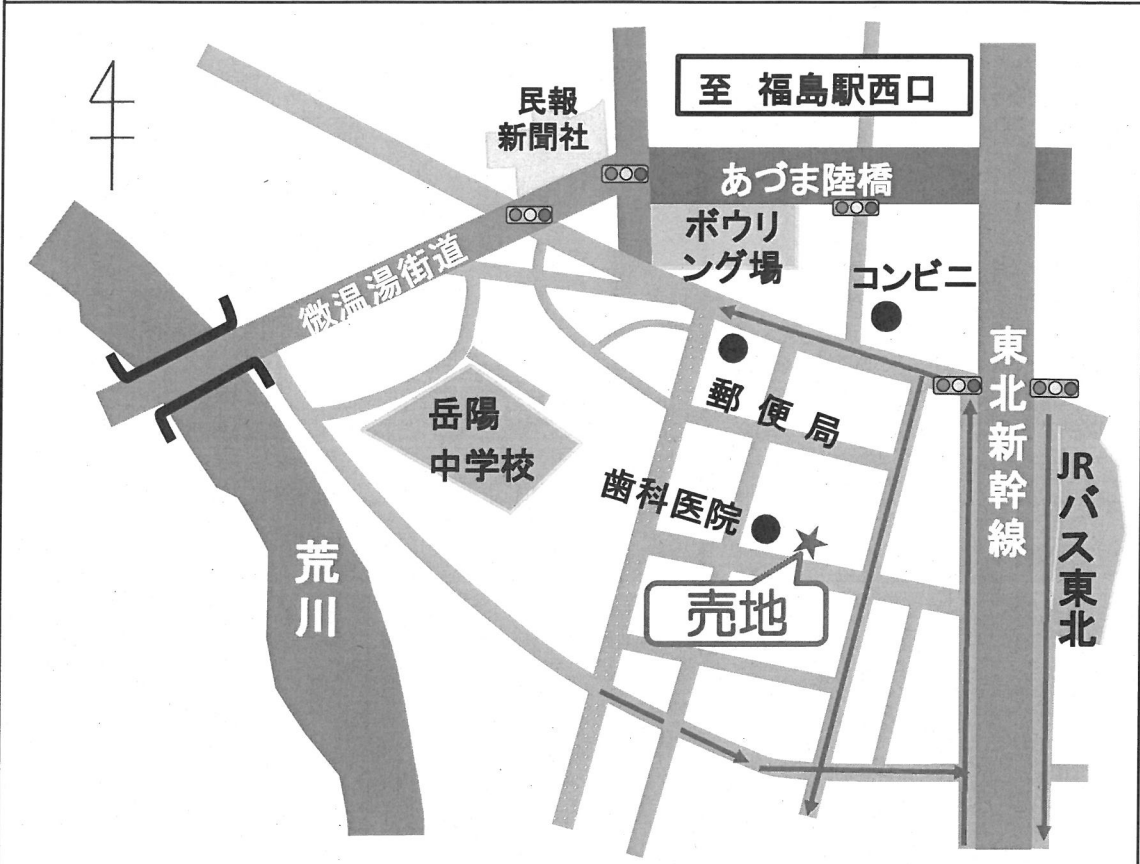 至 福島駅西口
民報
新聞社
あづま陸橋
ボウリ
ング場
コンビニ
微温湯街道
東北新幹線
郵便局
岳陽
中学校
JRバス東北
歯科医院
荒川
売地